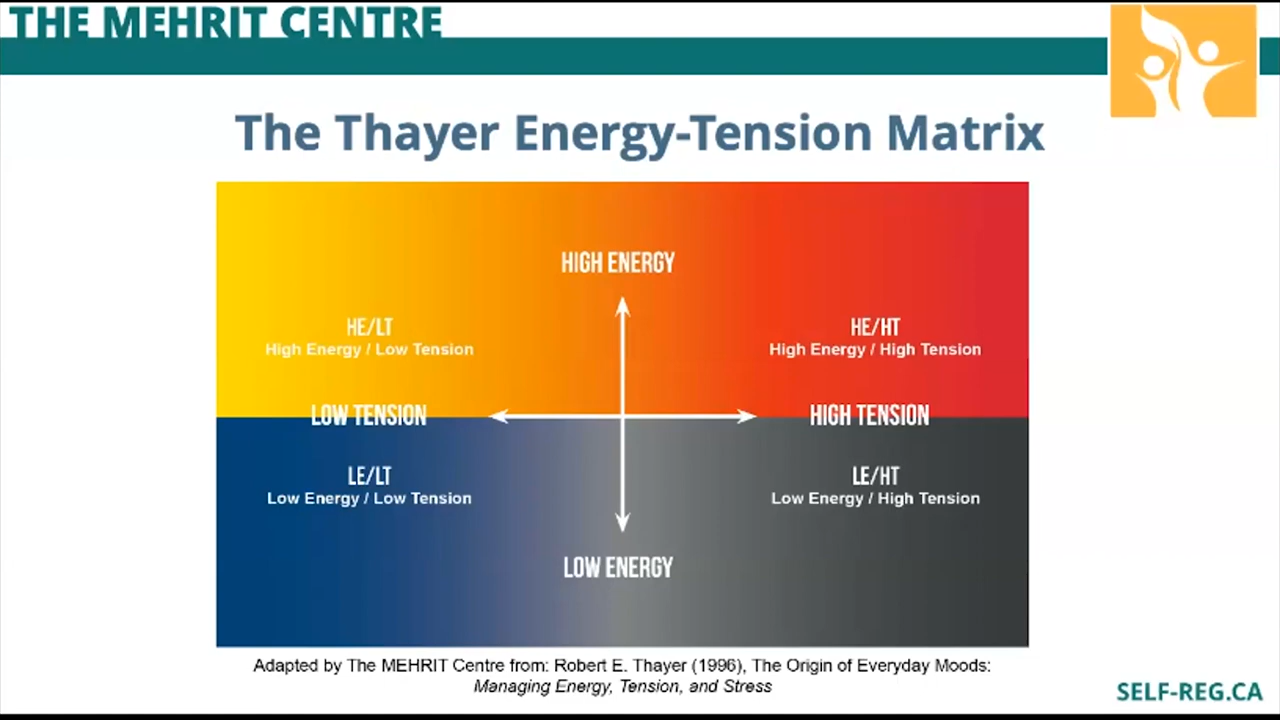 THE MEHRIT CENTRE
The Thayer Energy-Tension Matrix
HIGH ENERGY
HE/LT
High Energy / Low Tension
HE/HT
High Energy / High Tension
LOW TENSION
HIGH TENSION
LE/LT
Low Energy / Low Tension
LE/HT
Low Energy / High Tension
LOW ENERGY
Adapted by The MEHRIT Centre from: Robert E. Thayer (1996), The Origin of Everyday Moods:
Managing Energy, Tension, and Stress
SELF-REG.CA